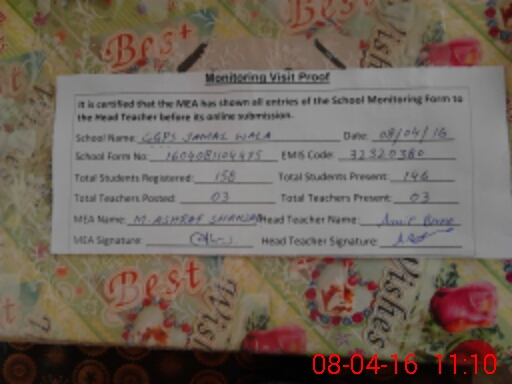 Best
Best
Monitoring Visit Proof
It is certified that the MEA has shown all entries of the School Monitoring Form to
the Head Teacher before its online submission.
School Name: GGPS JAMAL WALA Date: 08/04/16
School Form No: 1604081104475 EMIS Code: 32320380
Total Students Registered: 158 Total Students Present: 146
Total Teachers Posted: 03 Total Teachers Present: 03
MEA Name: M. ASHRAF Head Teacher Name:
MEA Signature: Head Teacher Signature:
Best
Wishes
Wishes
08-04-16 11:10